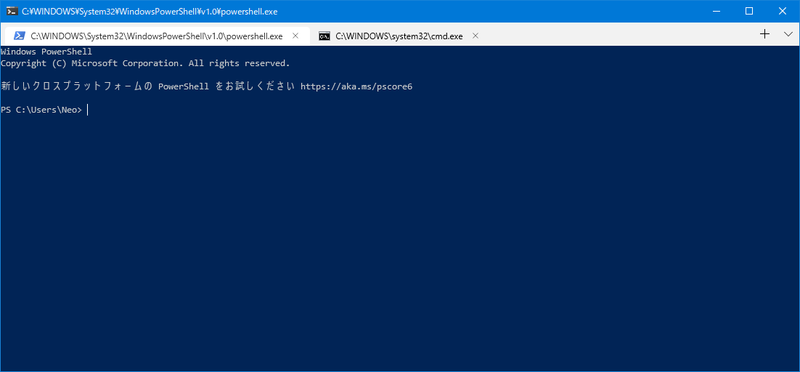 C:¥WINDOWS¥System32¥WindowsPowerShell¥v1.0¥powershell.exe
C:\WINDOWS\System32\WindowsPowerShell\v1.0\powershell.exe
C:\WINDOWS\system32\cmd.exe
Windows PowerShell
Copyright (C) Microsoft Corporation. All rights reserved.
新しいクロスプラットフォームの PowerShell をお試しください https://aka.ms/pscore6
PS C:\Users\Neo>